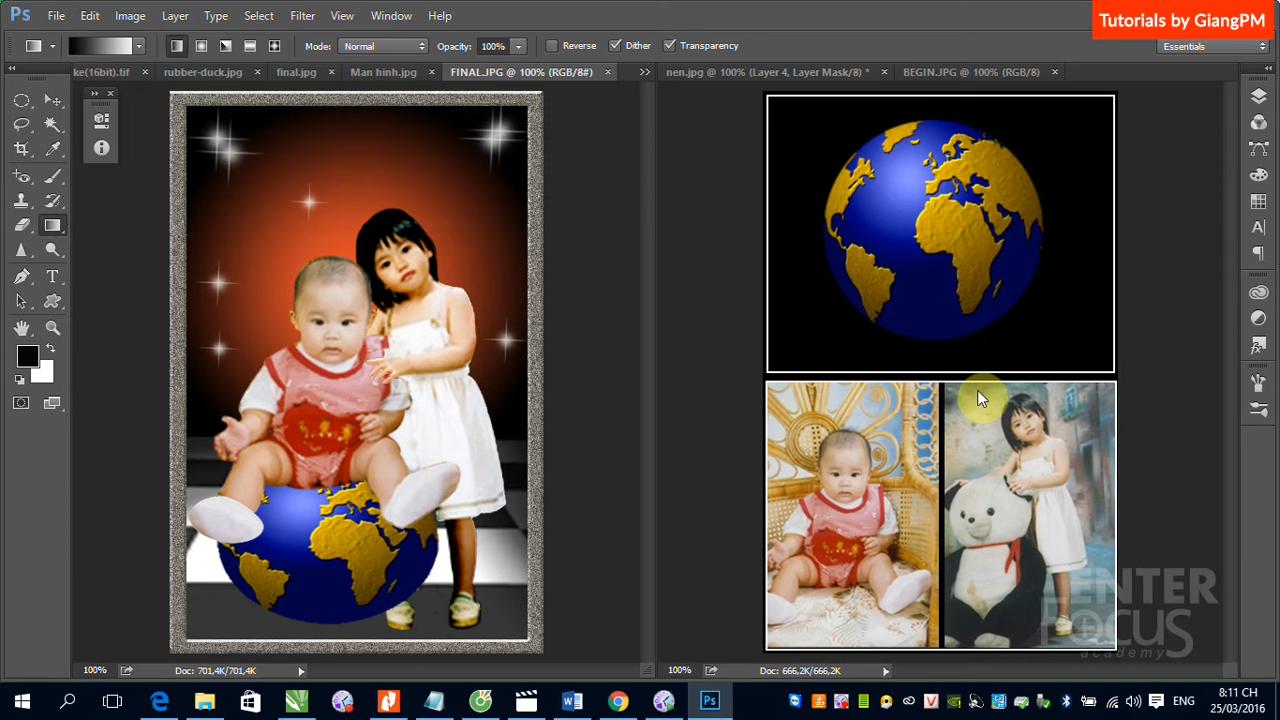 Ps File Edit Image Layer Type Select Filter View Window Help
Tutorials by GiangPM
Mode: Normal Opacity: 100% Reverse Dither Transparency
Essentials
ke(16bit).tif × rubber-duck.jpg × final.jpg × Man hinh.jpg × FINAL.JPG @ 100% (RGB/8#) ×
nen.jpg @ 100% (Layer 4, Layer Mask/8) * × BEGIN.JPG @ 100% (RGB/8) ×
ENTER
FOCUS
academy
100% Doc: 701,4K/701,4K
100% Doc: 666,2K/666,2K
ENG
8:11 CH
25/03/2016